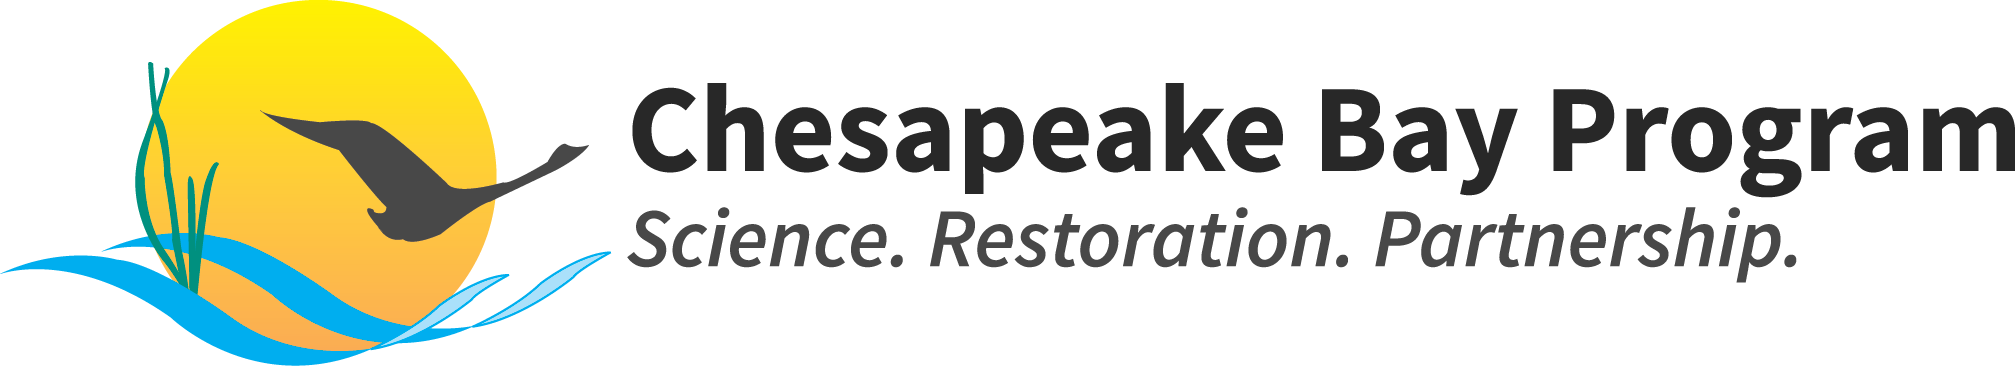 Chesapeake Bay Program
Science. Restoration. Partnership.